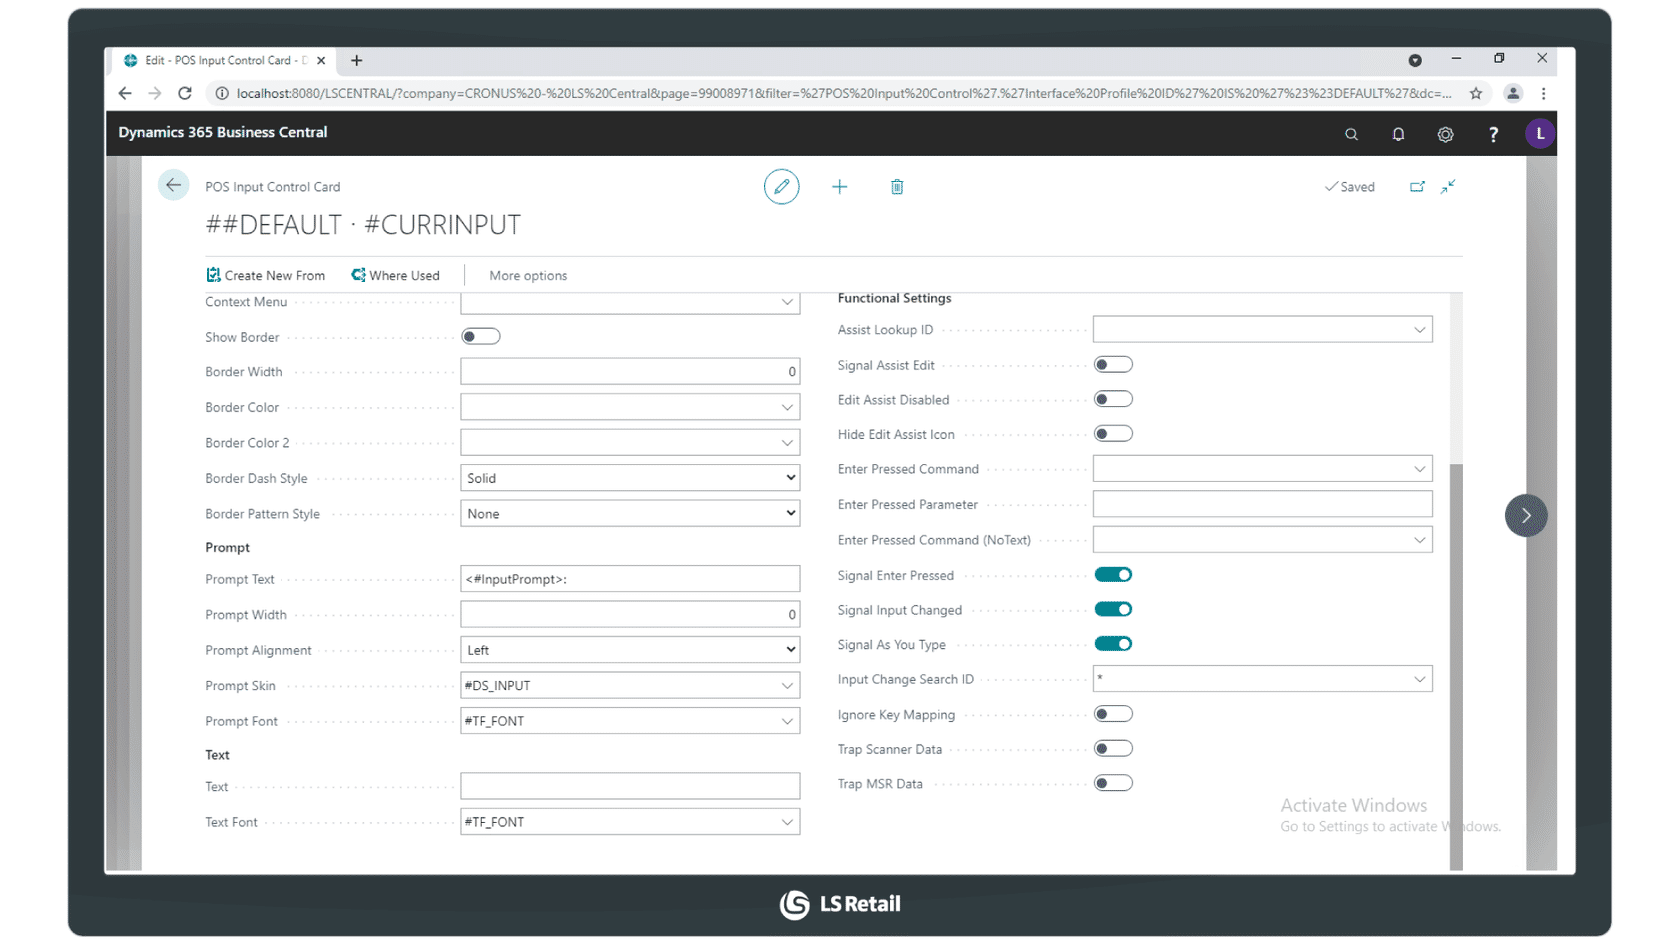 Edit - POS Input Control Card - D
localhost:8080/LSCENTRAL/?company=CRONUS%20-%20LS%20Central&page=99008971&filter=%27POS%20Input%20Control%27.%27Interface%20Profile%20ID%27%20IS%20%27%23%23DEFAULT%27&dc=...
Dynamics 365 Business Central
L
POS Input Control Card
Saved
##DEFAULT · #CURRINPUT
Create New From
Where Used
More options
Context Menu
Show Border
Border Width
0
Border Color
Border Color 2
Border Dash Style
Solid
Border Pattern Style
None
Prompt
Prompt Text
<#InputPrompt>:
Prompt Width
0
Prompt Alignment
Left
Prompt Skin
#DS_INPUT
Prompt Font
#TF_FONT
Text
Text
Text Font
#TF_FONT
Functional Settings
Assist Lookup ID
Signal Assist Edit
Edit Assist Disabled
Hide Edit Assist Icon
Enter Pressed Command
Enter Pressed Parameter
Enter Pressed Command (NoText)
Signal Enter Pressed
Signal Input Changed
Signal As You Type
Input Change Search ID
*
Ignore Key Mapping
Trap Scanner Data
Trap MSR Data
Activate Windows
Go to Settings to activate Windows.
LS Retail